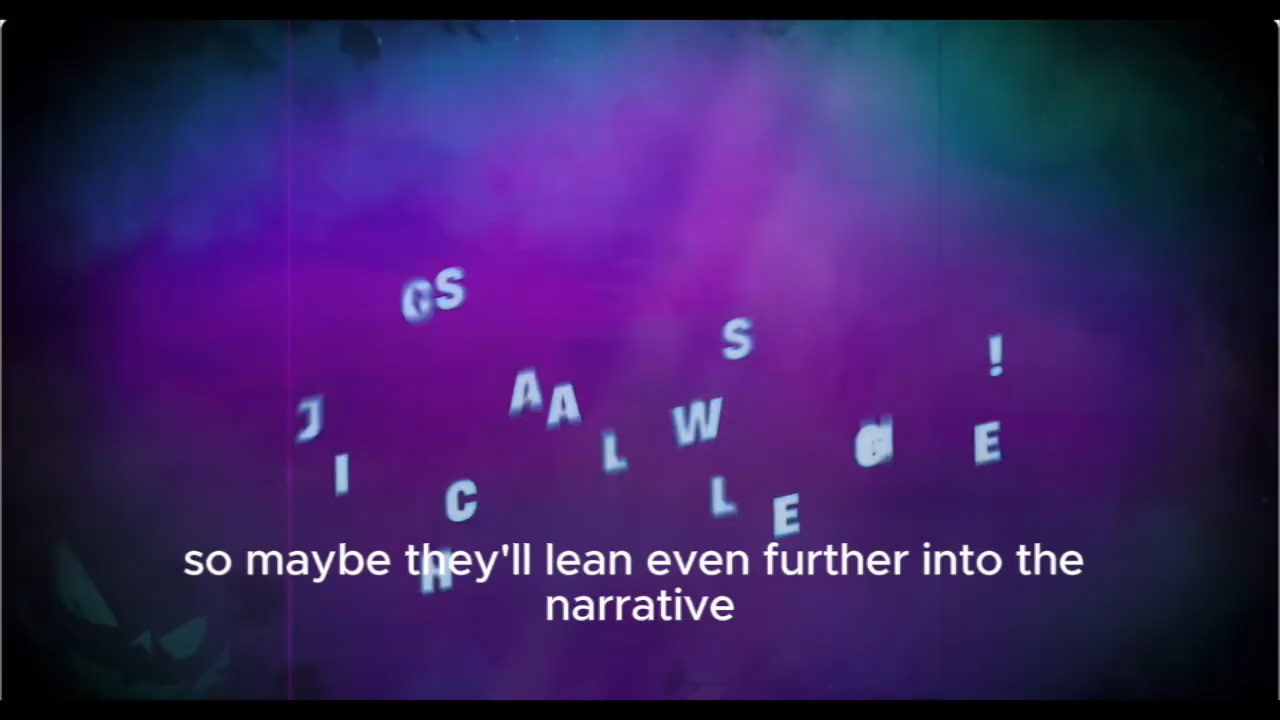 G S
S
!
J A A
L W E
I
C L E
H
so maybe they'll lean even further into the
narrative